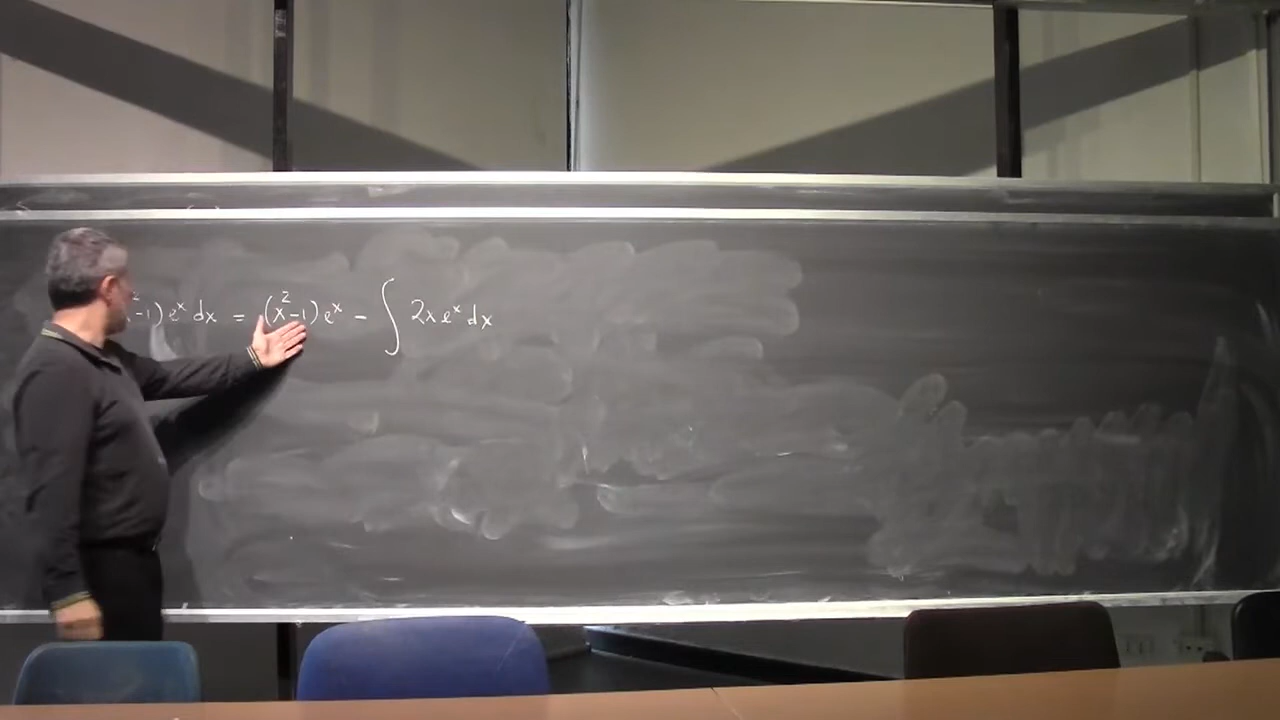 -1) eˣ dx = (x²-1) eˣ - ∫ 2x eˣ dx